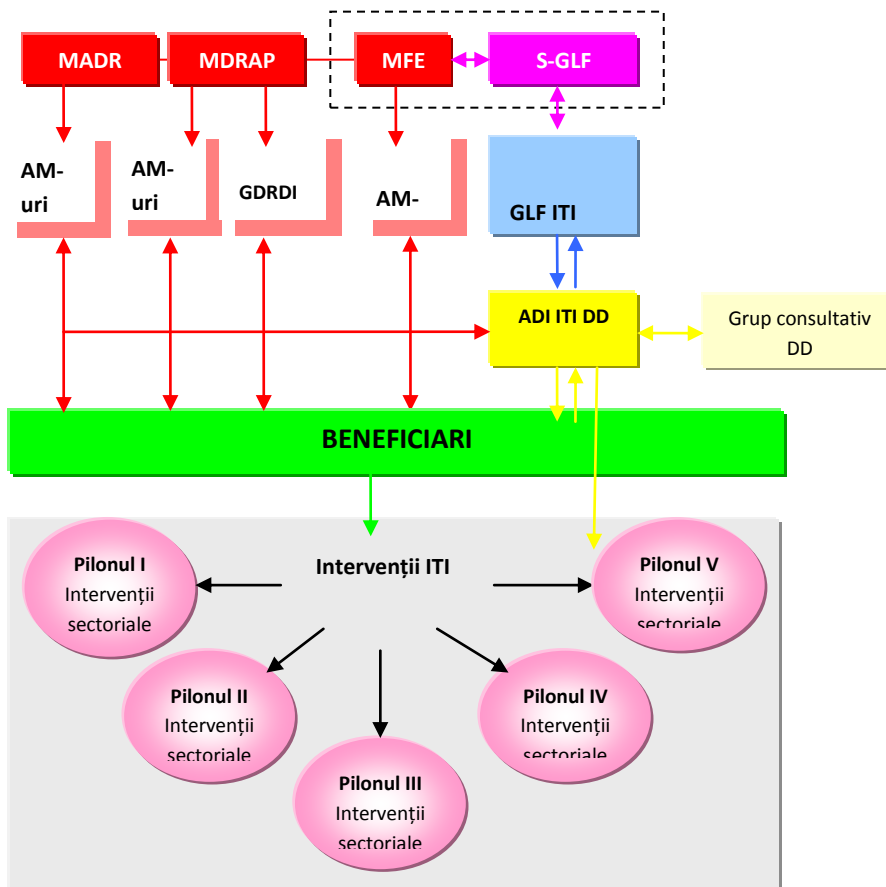 MADR
MDRAP
MFE
S-GLF
AM-
uri
AM-
uri
GDRDI
AM-
GLF ITI
ADI ITI DD
Grup consultativ
DD
BENEFICIARI
Intervenții ITI
Pilonul I
Intervenții
sectoriale
Pilonul V
Intervenții
sectoriale
Pilonul II
Intervenții
sectoriale
Pilonul IV
Intervenții
sectoriale
Pilonul III
Intervenții
sectoriale